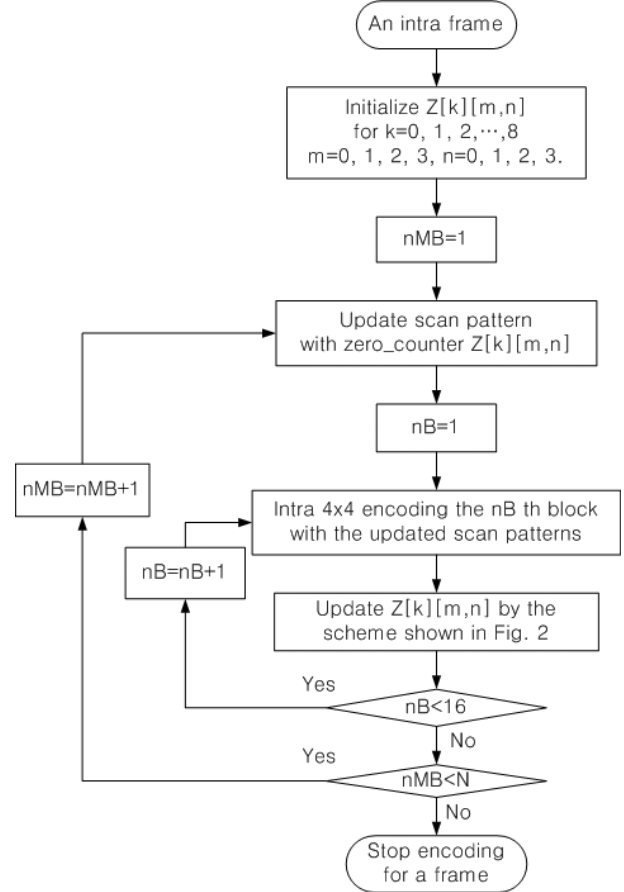 An intra frame
Initialize Z[k][m,n]
for k=0, 1, 2,⋯,8
m=0, 1, 2, 3, n=0, 1, 2, 3.
nMB=1
Update scan pattern
with zero_counter Z[k][m,n]
nB=1
nMB=nMB+1
Intra 4x4 encoding the nB th block
with the updated scan patterns
nB=nB+1
Update Z[k][m,n] by the
scheme shown in Fig. 2
Yes
nB<16
No
Yes
nMB<N
No
Stop encoding
for a frame